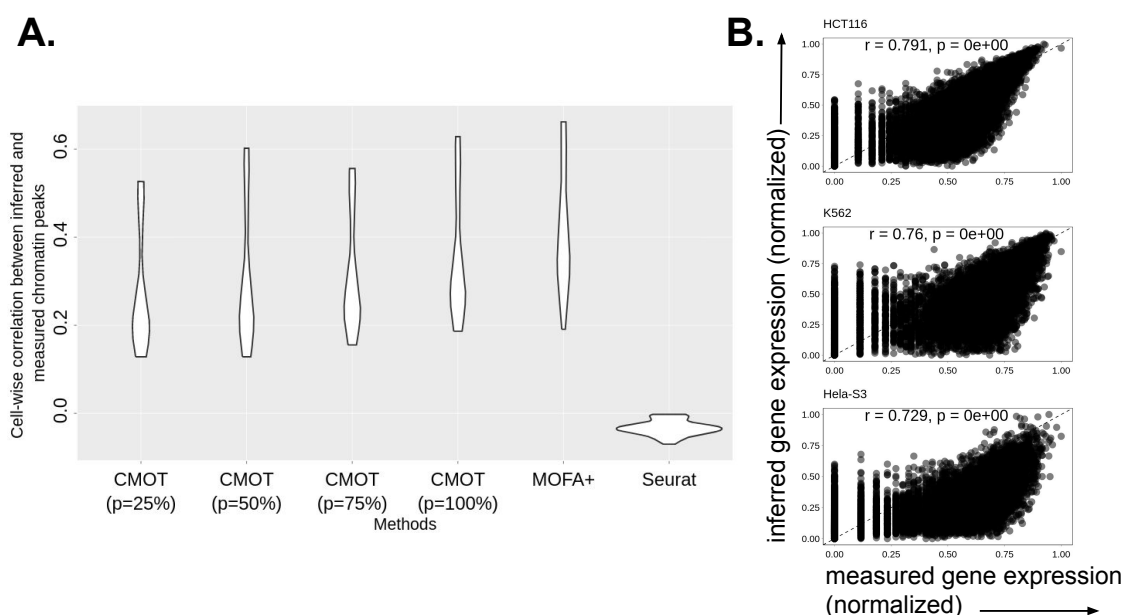 A.
Cell-wise correlation between inferred and
measured chromatin peaks
0.6
0.4
0.2
0.0
CMOT
(p=25%)
CMOT
(p=50%)
CMOT
(p=75%)
CMOT
(p=100%)
MOFA+
Seurat
Methods
B.
inferred gene expression (normalized)
HCT116
r = 0.791, p = 0e+00
1.00
0.75
0.50
0.25
0.00
0.00 0.25 0.50 0.75 1.00
K562
r = 0.76, p = 0e+00
1.00
0.75
0.50
0.25
0.00
0.00 0.25 0.50 0.75 1.00
Hela-S3
r = 0.729, p = 0e+00
1.00
0.75
0.50
0.25
0.00
0.00 0.25 0.50 0.75 1.00
measured gene expression
(normalized)